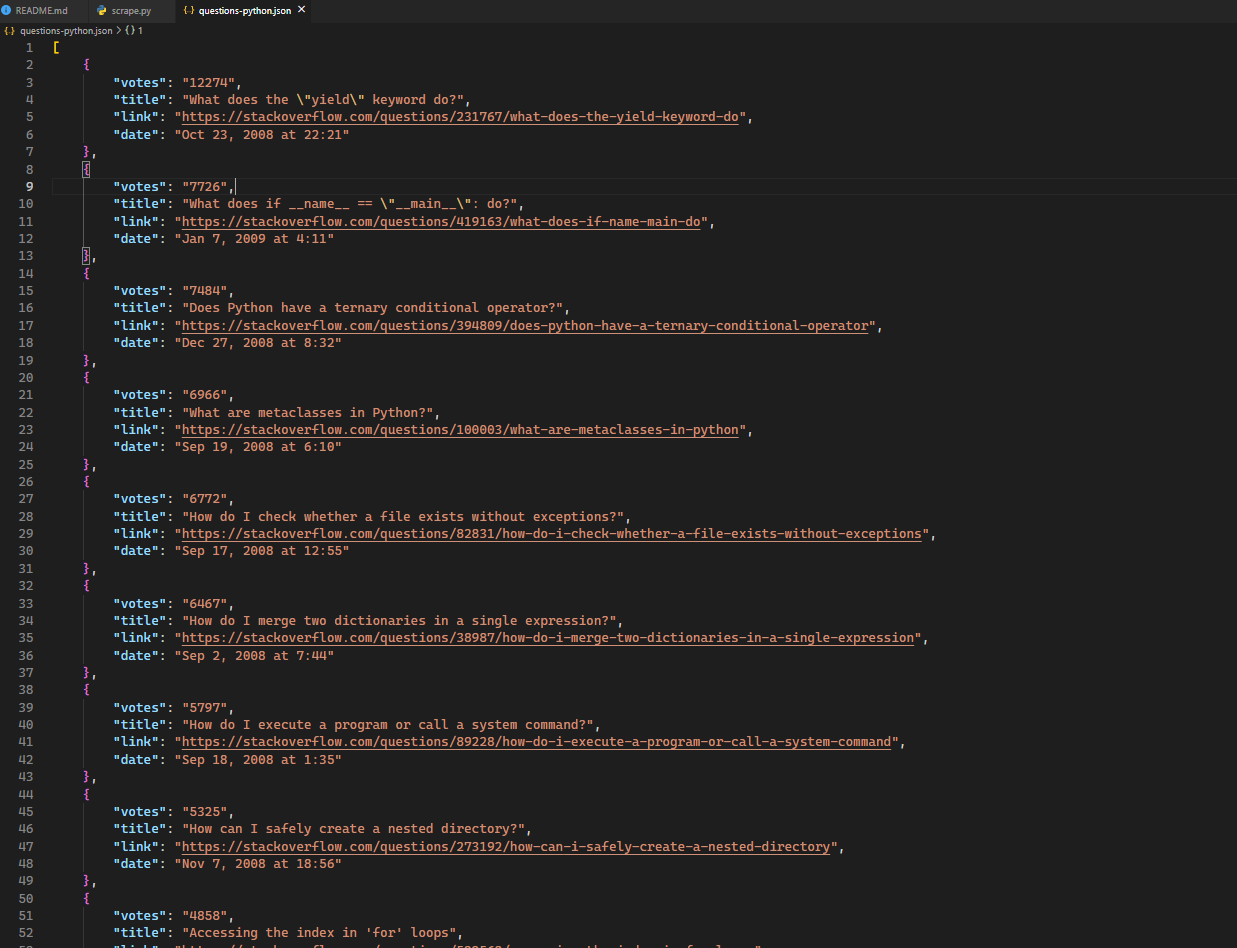 README.md scrape.py {..} questions-python.json ×
{..} questions-python.json > {} 1
1 [
2 {
3 "votes": "12274",
4 "title": "What does the \"yield\" keyword do?",
5 "link": "https://stackoverflow.com/questions/231767/what-does-the-yield-keyword-do",
6 "date": "Oct 23, 2008 at 22:21"
7 },
8 {
9 "votes": "7726",
10 "title": "What does if __name__ == \"__main__\": do?",
11 "link": "https://stackoverflow.com/questions/419163/what-does-if-name-main-do",
12 "date": "Jan 7, 2009 at 4:11"
13 },
14 {
15 "votes": "7484",
16 "title": "Does Python have a ternary conditional operator?",
17 "link": "https://stackoverflow.com/questions/394809/does-python-have-a-ternary-conditional-operator",
18 "date": "Dec 27, 2008 at 8:32"
19 },
20 {
21 "votes": "6966",
22 "title": "What are metaclasses in Python?",
23 "link": "https://stackoverflow.com/questions/100003/what-are-metaclasses-in-python",
24 "date": "Sep 19, 2008 at 6:10"
25 },
26 {
27 "votes": "6772",
28 "title": "How do I check whether a file exists without exceptions?",
29 "link": "https://stackoverflow.com/questions/82831/how-do-i-check-whether-a-file-exists-without-exceptions",
30 "date": "Sep 17, 2008 at 12:55"
31 },
32 {
33 "votes": "6467",
34 "title": "How do I merge two dictionaries in a single expression?",
35 "link": "https://stackoverflow.com/questions/38987/how-do-i-merge-two-dictionaries-in-a-single-expression",
36 "date": "Sep 2, 2008 at 7:44"
37 },
38 {
39 "votes": "5797",
40 "title": "How do I execute a program or call a system command?",
41 "link": "https://stackoverflow.com/questions/89228/how-do-i-execute-a-program-or-call-a-system-command",
42 "date": "Sep 18, 2008 at 1:35"
43 },
44 {
45 "votes": "5325",
46 "title": "How can I safely create a nested directory?",
47 "link": "https://stackoverflow.com/questions/273192/how-can-i-safely-create-a-nested-directory",
48 "date": "Nov 7, 2008 at 18:56"
49 },
50 {
51 "votes": "4858",
52 "title": "Accessing the index in 'for' loops",